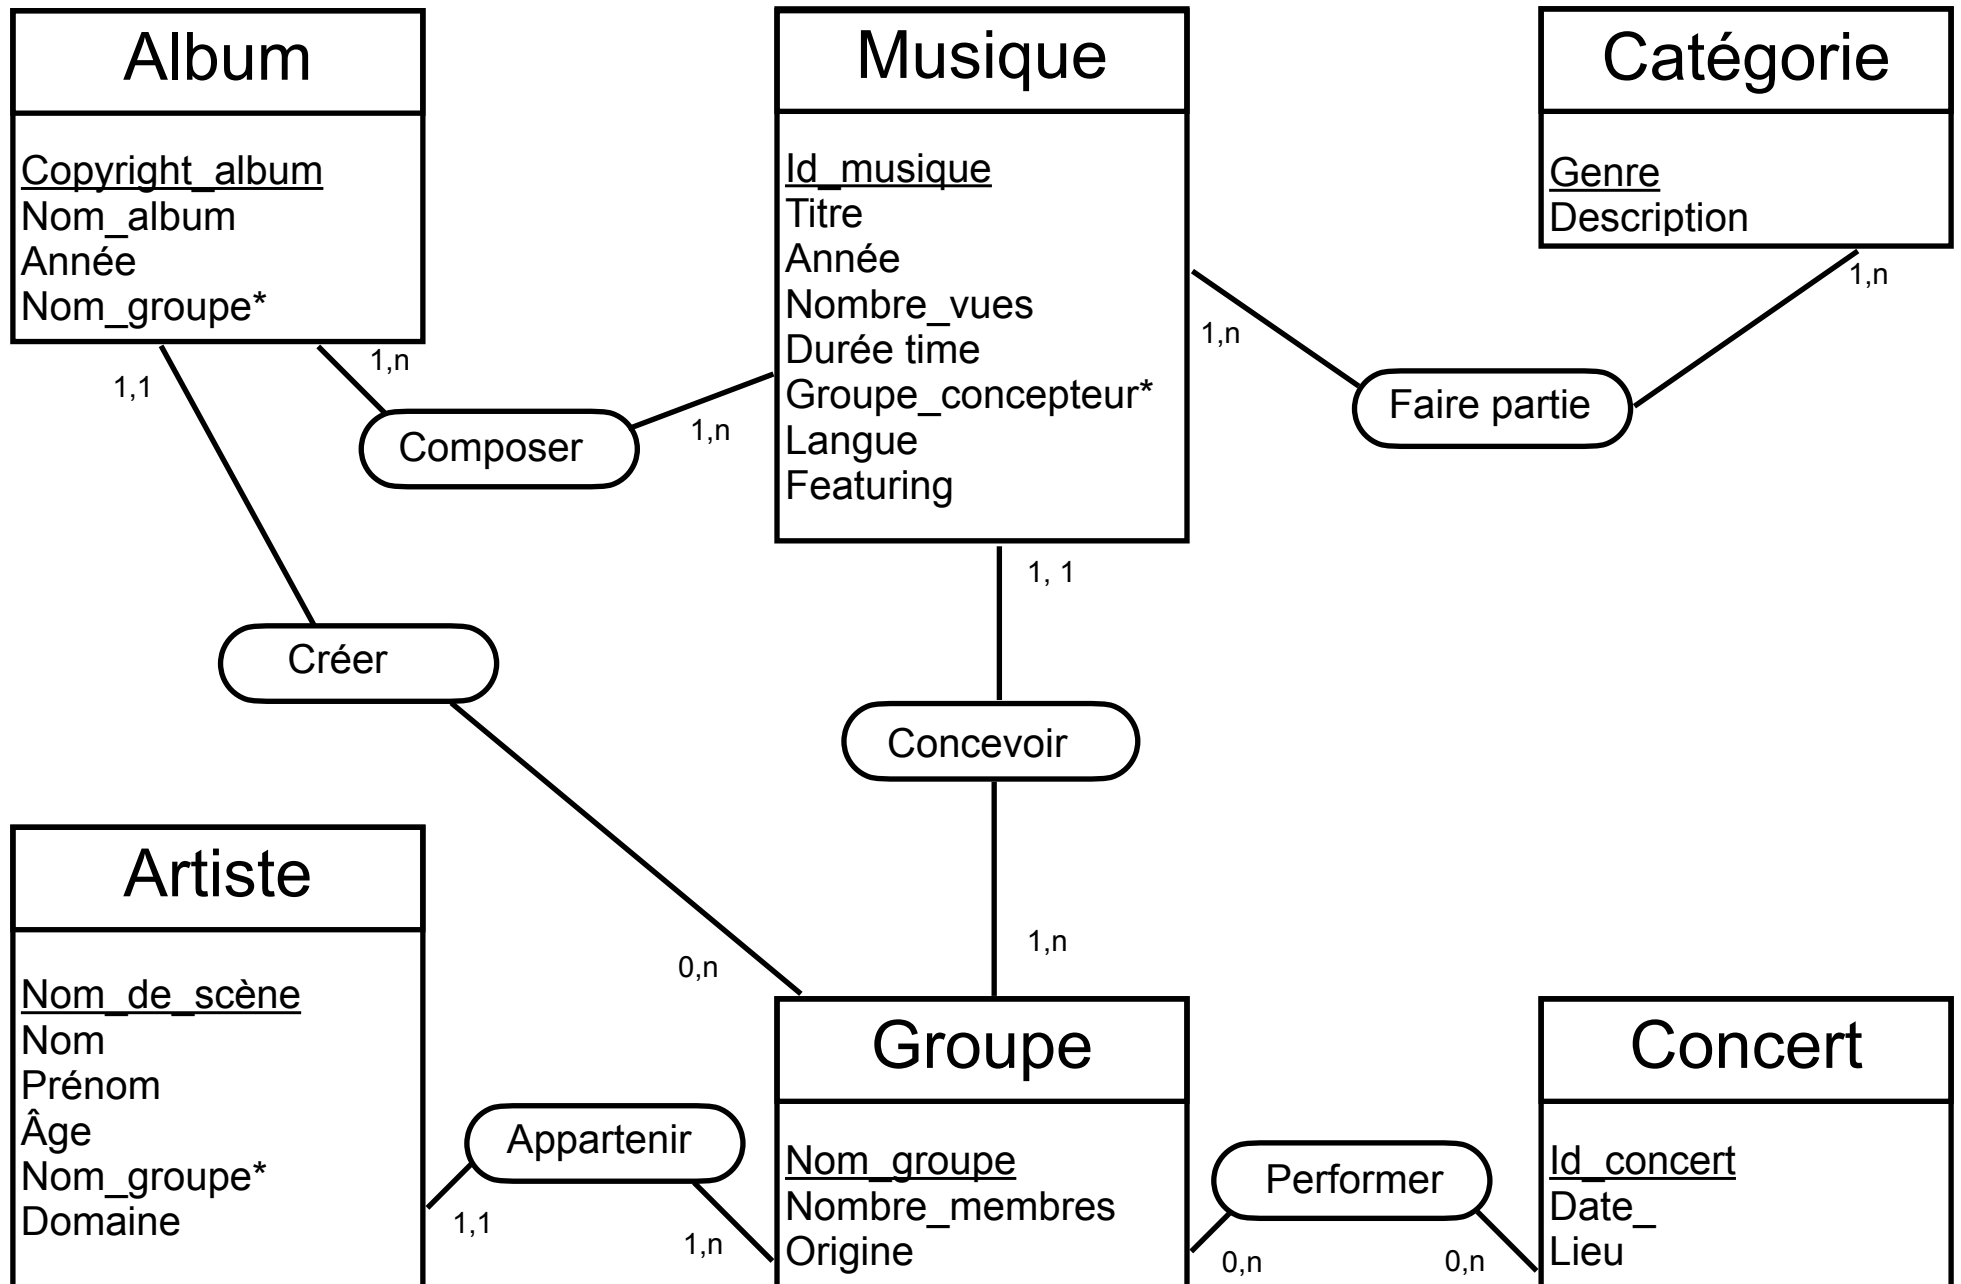 Album
Copyright_album
Nom_album
Année
Nom_groupe*
Musique
Id_musique
Titre
Année
Nombre_vues
Durée time
Groupe_concepteur*
Langue
Featuring
Catégorie
Genre
Description
1,1
1,n
Composer
1,n
1,n
Faire partie
1,n
Créer
1, 1
Concevoir
0,n
1,n
Artiste
Nom_de_scène
Nom
Prénom
Âge
Nom_groupe*
Domaine
Appartenir
1,1
1,n
Groupe
Nom_groupe
Nombre_membres
Origine
Performer
0,n
0,n
Concert
Id_concert
Date_
Lieu